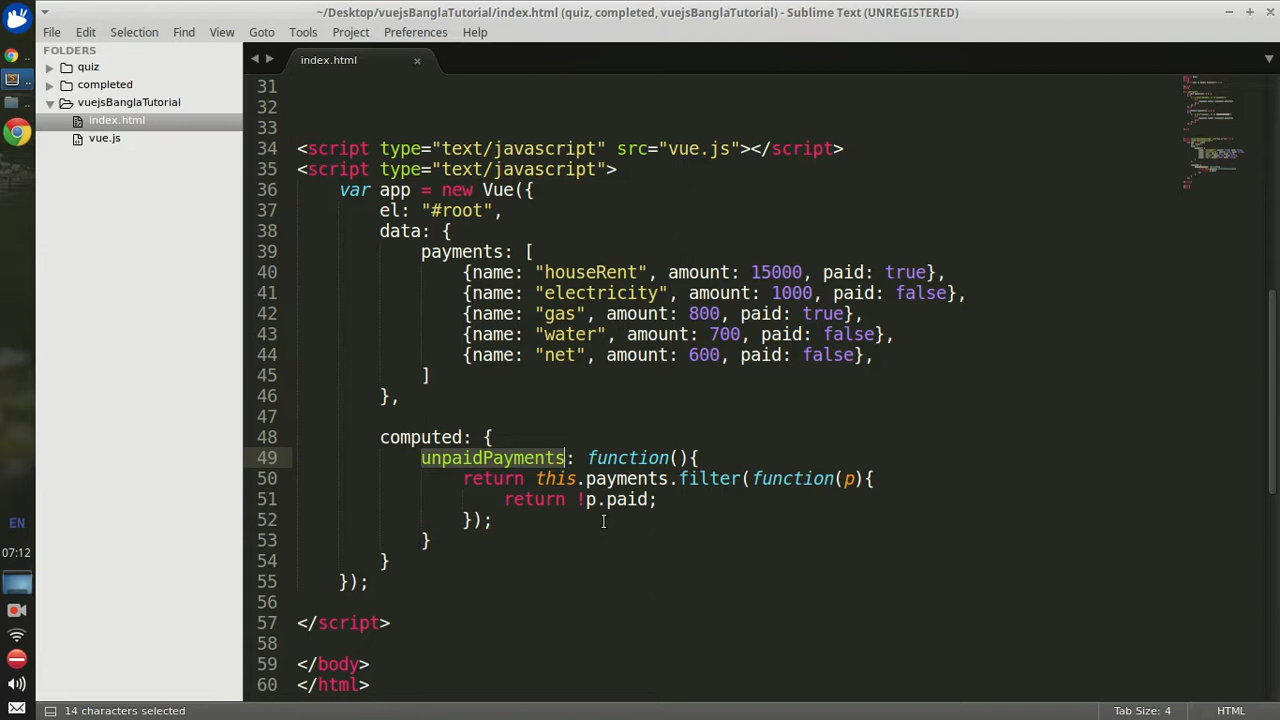 ~/Desktop/vuejsBanglaTutorial/index.html (quiz, completed, vuejsBanglaTutorial) - Sublime Text (UNREGISTERED)
File Edit Selection Find View Goto Tools Project Preferences Help
FOLDERS
quiz
completed
vuejsBanglaTutorial
index.html
vue.js
index.html
31
32
33
34 <script type="text/javascript" src="vue.js"></script>
35 <script type="text/javascript">
36 var app = new Vue({
37 el: "#root",
38 data: {
39 payments: [
40 {name: "houseRent", amount: 15000, paid: true},
41 {name: "electricity", amount: 1000, paid: false},
42 {name: "gas", amount: 800, paid: true},
43 {name: "water", amount: 700, paid: false},
44 {name: "net", amount: 600, paid: false},
45 ]
46 },
47
48 computed: {
49 unpaidPayments: function(){
50 return this.payments.filter(function(p){
51 return !p.paid;
52 });
53 }
54 }
55 });
56
57 </script>
58
59 </body>
60 </html>
EN
07:12
14 characters selected
Tab Size: 4
HTML